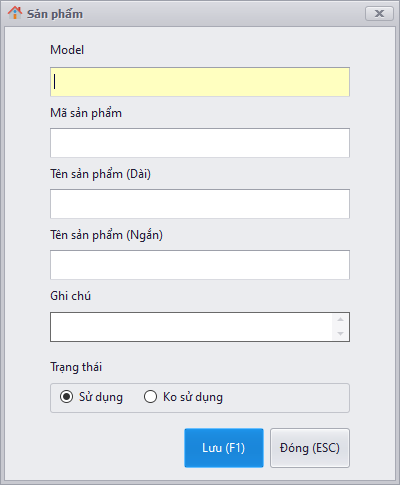 Sản phẩm
Model
Mã sản phẩm
Tên sản phẩm (Dài)
Tên sản phẩm (Ngắn)
Ghi chú
Trạng thái
Sử dụng Ko sử dụng
Lưu (F1) Đóng (ESC)